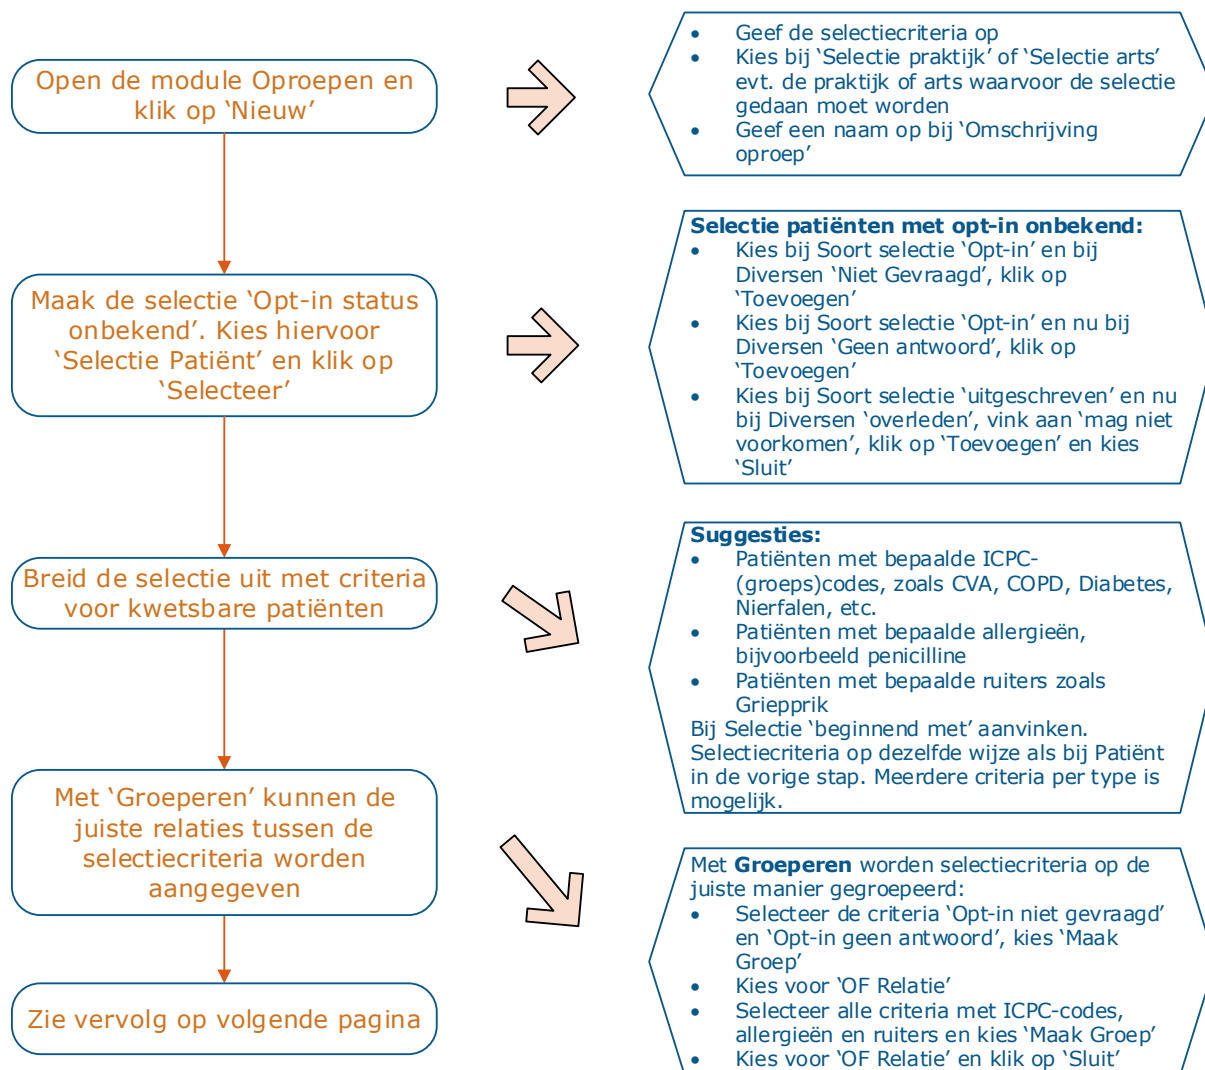 Open de module Oproepen en
klik op ‘Nieuw’
• Geef de selectiecriteria op
• Kies bij ‘Selectie praktijk’ of ‘Selectie arts’
evt. de praktijk of arts waarvoor de selectie
gedaan moet worden
• Geef een naam op bij ‘Omschrijving
oproep’
Maak de selectie ‘Opt-in status
onbekend’. Kies hiervoor
‘Selectie Patiënt’ en klik op
‘Selecteer’
Selectie patiënten met opt-in onbekend:
• Kies bij Soort selectie ‘Opt-in’ en bij
Diversen ‘Niet Gevraagd’, klik op
‘Toevoegen’
• Kies bij Soort selectie ‘Opt-in’ en nu bij
Diversen ‘Geen antwoord’, klik op
‘Toevoegen’
• Kies bij Soort selectie ‘uitgeschreven’ en nu
bij Diversen ‘overleden’, vink aan ‘mag niet
voorkomen’, klik op ‘Toevoegen’ en kies
‘Sluit’
Breid de selectie uit met criteria
voor kwetsbare patiënten
Suggesties:
• Patiënten met bepaalde ICPC-
(groeps)codes, zoals CVA, COPD, Diabetes,
Nierfalen, etc.
• Patiënten met bepaalde allergieën,
bijvoorbeeld penicilline
• Patiënten met bepaalde ruiters zoals
Griepprik
Bij Selectie ‘beginnend met’ aanvinken.
Selectiecriteria op dezelfde wijze als bij Patiënt
in de vorige stap. Meerdere criteria per type is
mogelijk.
Met ‘Groeperen’ kunnen de
juiste relaties tussen de
selectiecriteria worden
aangegeven
Met Groeperen worden selectiecriteria op de
juiste manier gegroepeerd:
• Selecteer de criteria ‘Opt-in niet gevraagd’
en ‘Opt-in geen antwoord’, kies ‘Maak
Groep’
• Kies voor ‘OF Relatie’
• Selecteer alle criteria met ICPC-codes,
allergieën en ruiters en kies ‘Maak Groep’
• Kies voor ‘OF Relatie’ en klik op ‘Sluit’
Zie vervolg op volgende pagina